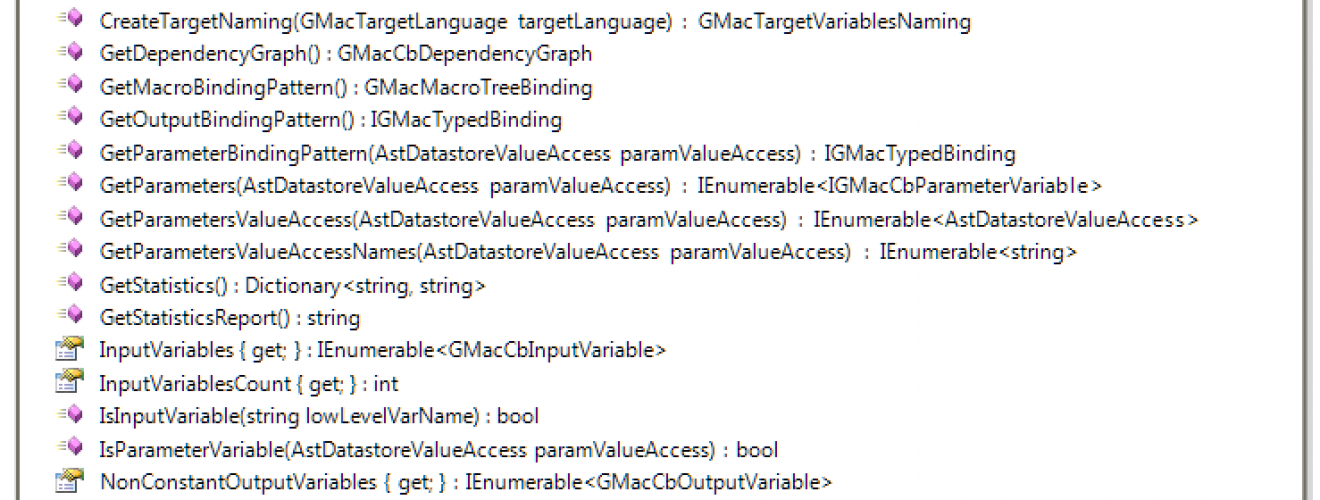 CreateTargetNaming(GMacTargetLanguage targetLanguage) : GMacTargetVariablesNaming
GetDependencyGraph() : GMacCbDependencyGraph
GetMacroBindingPattern() : GMacMacroTreeBinding
GetOutputBindingPattern() : IGMacTypedBinding
GetParameterBindingPattern(AstDatastoreValueAccess paramValueAccess) : IGMacTypedBinding
GetParameters(AstDatastoreValueAccess paramValueAccess) : IEnumerable<IGMacCbParameterVariable>
GetParametersValueAccess(AstDatastoreValueAccess paramValueAccess) : IEnumerable<AstDatastoreValueAccess>
GetParametersValueAccessNames(AstDatastoreValueAccess paramValueAccess) : IEnumerable<string>
GetStatistics() : Dictionary<string, string>
GetStatisticsReport() : string
InputVariables { get; } : IEnumerable<GMacCbInputVariable>
InputVariablesCount { get; } : int
IsInputVariable(string lowLevelVarName) : bool
IsParameterVariable(AstDatastoreValueAccess paramValueAccess) : bool
NonConstantOutputVariables { get; } : IEnumerable<GMacCbOutputVariable>